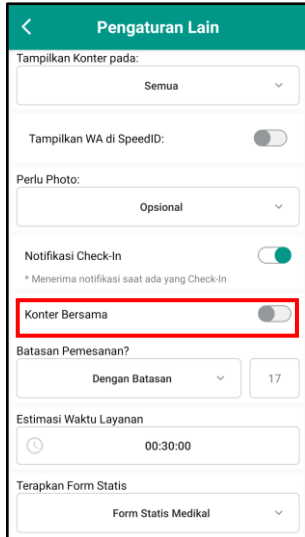 Pengaturan Lain
Tampilkan Konter pada:
Semua
Tampilkan WA di SpeedID:
Perlu Photo:
Opsional
Notifikasi Check-In
* Menerima notifikasi saat ada yang Check-In
Konter Bersama
Batasan Pemesanan?
Dengan Batasan 17
Estimasi Waktu Layanan
00:30:00
Terapkan Form Statis
Form Statis Medikal